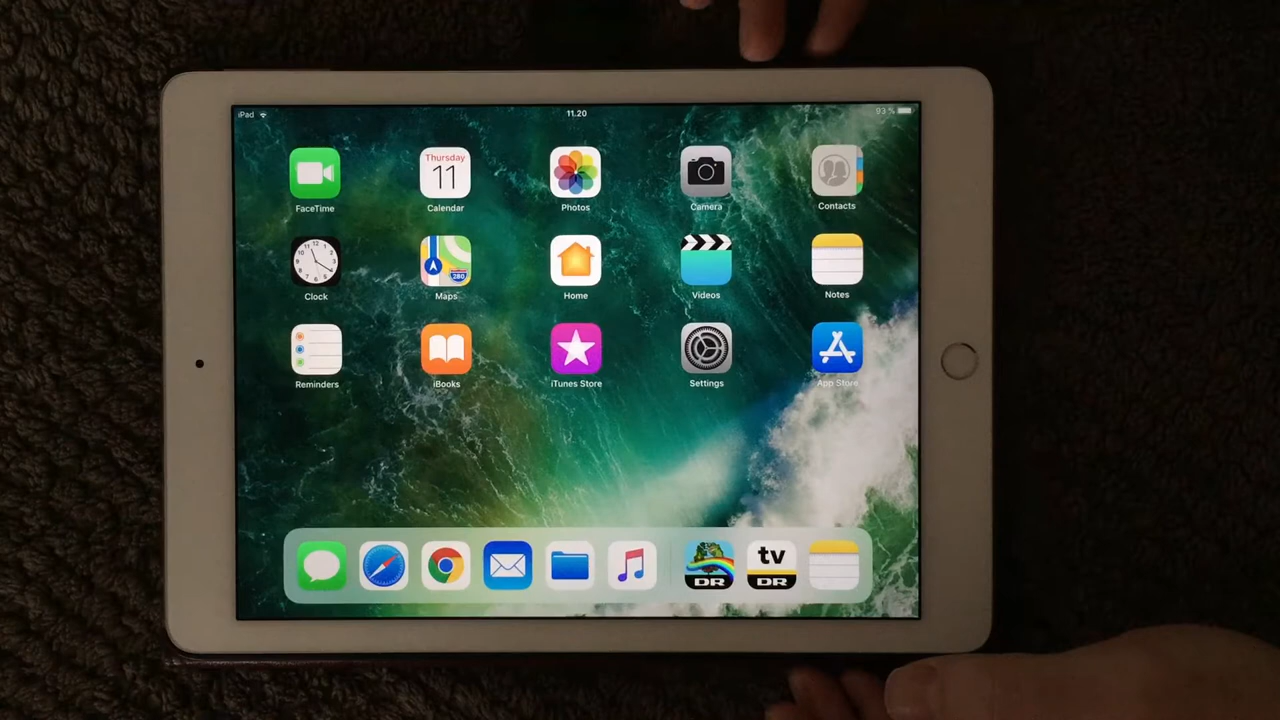 iPad 11.20 93 %
FaceTime
Thursday
11
Calendar
Photos
Camera
Contacts
Clock
280
Maps
Home
Videos
Notes
Reminders
iBooks
iTunes Store
Settings
App Store
DR
tv
DR